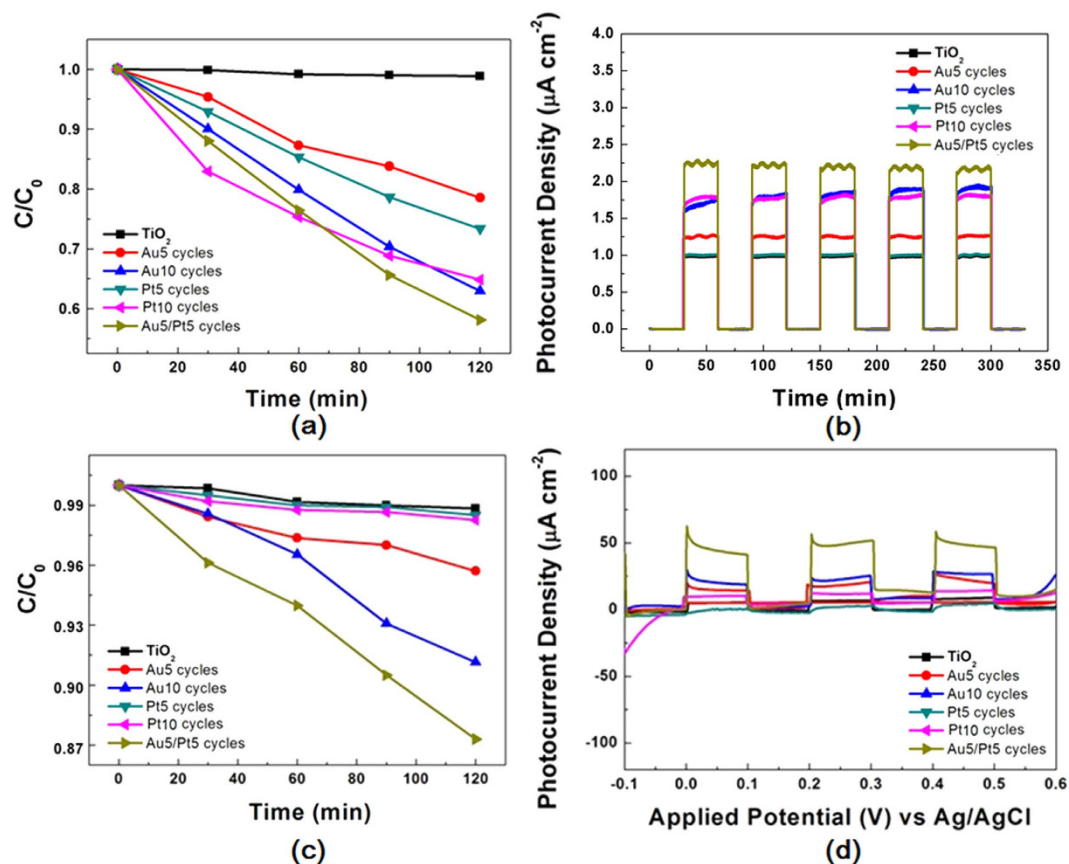 (a)
C/C₀
1.0
0.9
0.8
0.7
0.6
TiO₂
Au5 cycles
Au10 cycles
Pt5 cycles
Pt10 cycles
Au5/Pt5 cycles
0 20 40 60 80 100 120
Time (min)
(a)
Photocurrent Density (μA cm⁻²)
4.0
3.5
3.0
2.5
2.0
1.5
1.0
0.5
0.0
TiO₂
Au5 cycles
Au10 cycles
Pt5 cycles
Pt10 cycles
Au5/Pt5 cycles
0 50 100 150 200 250 300 350
Time (min)
(b)
C/C₀
0.99
0.96
0.93
0.90
0.87
TiO₂
Au5 cycles
Au10 cycles
Pt5 cycles
Pt10 cycles
Au5/Pt5 cycles
0 20 40 60 80 100 120
Time (min)
(c)
Photocurrent Density (μA cm⁻²)
100
50
0
-50
-100
TiO₂
Au5 cycles
Au10 cycles
Pt5 cycles
Pt10 cycles
Au5/Pt5 cycles
-0.1 0.0 0.1 0.2 0.3 0.4 0.5 0.6
Applied Potential (V) vs Ag/AgCl
(d)